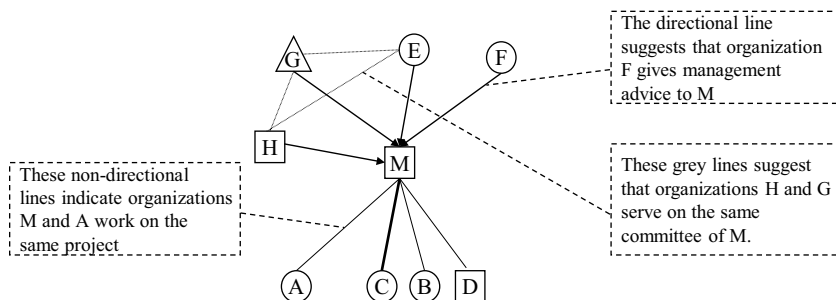 The directional line
suggests that organization
F gives management
advice to M
G
E
F
H
M
These non-directional
lines indicate organizations
M and A work on the
same project
These grey lines suggest
that organizations H and G
serve on the same
committee of M.
A
C
B
D